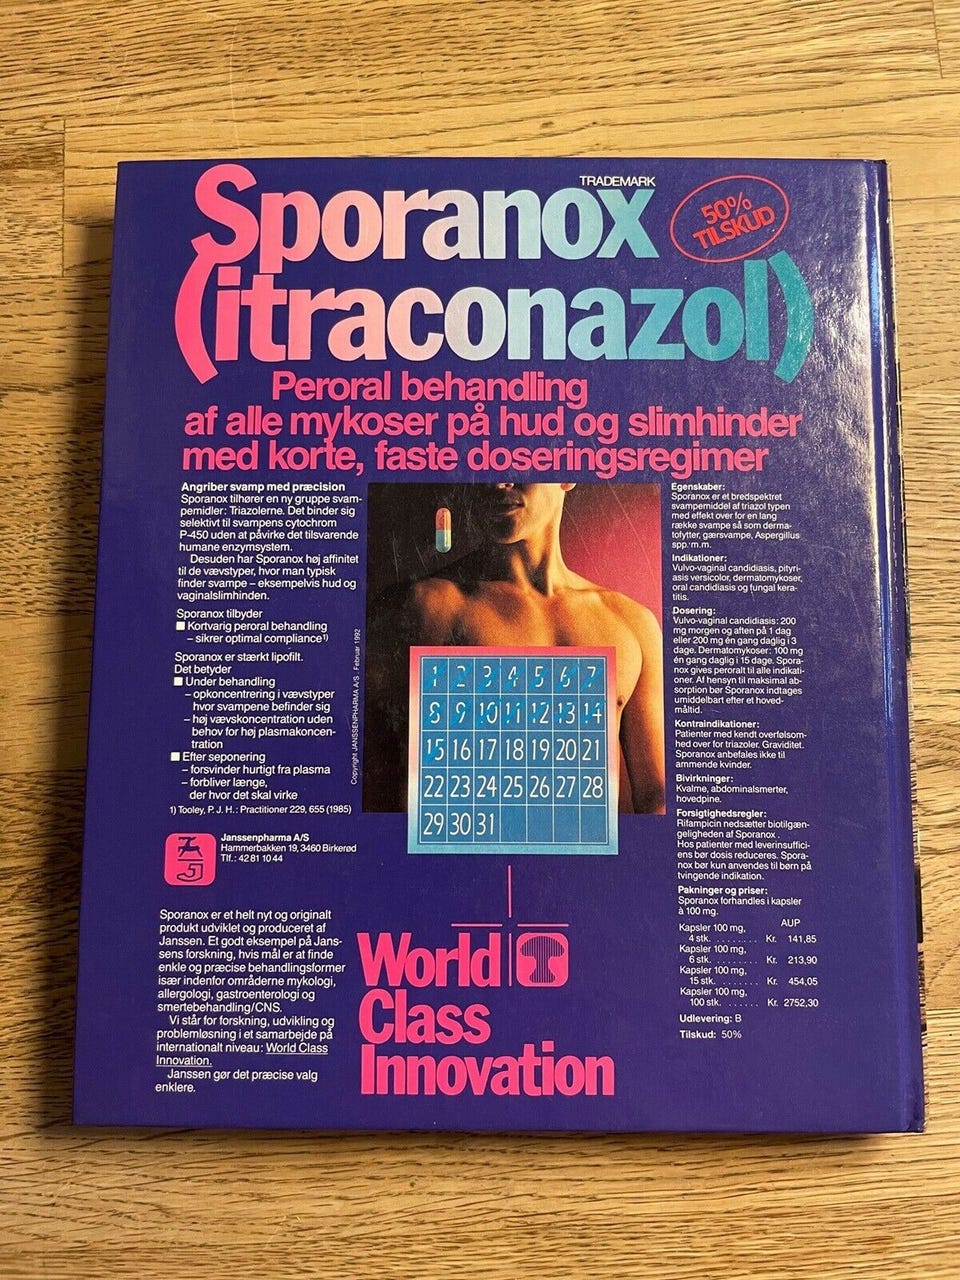 TRADEMARK
Sporanox
50%
TILSKUD
(itraconazol)
Peroral behandling
af alle mykoser på hud og slimhinder
med korte, faste doseringsregimer
Angriber svamp med præcision
Sporanox tilhører en ny gruppe svam-
pemidler: Triazolerne. Det binder sig
selektivt til svampens cytochrom
P-450 uden at påvirke det tilsvarende
humane enzymsystem.
Desuden har Sporanox høj affinitet
til de vævstyper, hvor man typisk
finder svampe – eksempelvis hud og
vaginalslimhinden.
Sporanox tilbyder
Kortvarig peroral behandling
– sikrer optimal compliance1)
Sporanox er stærkt lipofilt.
Det betyder
Under behandling
– opkoncentrering i vævstyper
hvor svampene befinder sig
– høj vævskoncentration uden
behov for høj plasmakoncen-
tration
Efter seponering
– forsvinder hurtigt fra plasma
– forbliver længe,
der hvor det skal virke
1) Tooley, P. J. H.: Practitioner 229, 655 (1985)
Copyright JANSSENPHARMA A/S. Februar 1992
1 2 3 4 5 6 7
8 9 10 11 12 13 14
15 16 17 18 19 20 21
22 23 24 25 26 27 28
29 30 31
Janssenpharma A/S
Hammerbakken 19, 3460 Birkerød
Tlf.: 42 81 10 44
Sporanox er et helt nyt og originalt
produkt udviklet og produceret af
Janssen. Et godt eksempel på Jans-
sens forskning, hvis mål er at finde
enkle og præcise behandlingsformer
især indenfor områderne mykologi,
allergologi, gastroenterologi og
smertebehandling/CNS.
Vi står for forskning, udvikling og
problemløsning i et samarbejde på
internationalt niveau: World Class
Innovation.
Janssen gør det præcise valg
enklere.
World
Class
Innovation
Egenskaber:
Sporanox er et bredspektret
svampemiddel af triazol typen
med effekt over for en lang
række svampe så som derma-
tofytter, gærsvampe, Aspergillus
spp. m.m.
Indikationer:
Vulvo-vaginal candidiasis, pityri-
asis versicolor, dermatomykoser,
oral candidiasis og fungal kera-
titis.
Dosering:
Vulvo-vaginal candidiasis: 200
mg morgen og aften på 1 dag
eller 200 mg én gang daglig i 3
dage. Dermatomykoser: 100 mg
én gang daglig i 15 dage. Spora-
nox gives peroralt til alle indikati-
oner. Af hensyn til maksimal ab-
sorption bør Sporanox indtages
umiddelbart efter et hoved-
måltid.
Kontraindikationer:
Patienter med kendt overfølsom-
hed over for triazoler. Graviditet.
Sporanox anbefales ikke til
ammende kvinder.
Bivirkninger:
Kvalme, abdominalsmerter,
hovedpine.
Forsigtighedsregler:
Rifampicin nedsætter biotilgæn-
geligheden af Sporanox.
Hos patienter med leverinsuffici-
ens bør dosis reduceres. Spora-
nox bør kun anvendes til børn på
tvingende indikation.
Pakninger og priser:
Sporanox forhandles i kapsler
à 100 mg.
AUP
Kapsler 100 mg,
4 stk. ........ Kr. 141,85
Kapsler 100 mg,
6 stk. ........ Kr. 213,90
Kapsler 100 mg,
15 stk. ....... Kr. 454,05
Kapsler 100 mg,
100 stk. ...... Kr. 2752,30
Udlevering: B
Tilskud: 50%